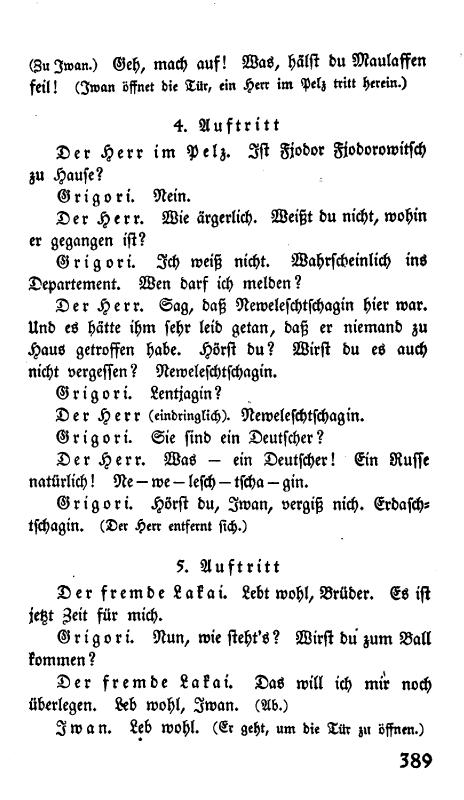 (Zu Iwan.) Geh, mach auf! Was, hälst du Maulaffen
feil! (Iwan öffnet die Tür, ein Herr im Pelz tritt herein.)
4. Auftritt
Der Herr im Pelz. Ist Fjodor Fjodorowitsch
zu Hause?
Grigori. Nein.
Der Herr. Wie ärgerlich. Weißt du nicht, wohin
er gegangen ist?
Grigori. Ich weiß nicht. Wahrscheinlich ins
Departement. Wen darf ich melden?
Der Herr. Sag, daß Neweleschtschagin hier war.
Und es hätte ihm sehr leid getan, daß er niemand zu
Haus getroffen habe. Hörst du? Wirst du es auch
nicht vergessen? Neweleschtschagin.
Grigori. Lentjagin?
Der Herr (eindringlich). Neweleschtschagin.
Grigori. Sie sind ein Deutscher?
Der Herr. Was — ein Deutscher! Ein Russe
natürlich! Ne—we—lesch—tscha—gin.
Grigori. Hörst du, Iwan, vergiß nich. Erdasch-
tschagin. (Der Herr entfernt sich.)
5. Auftritt
Der fremde Lakai. Lebt wohl, Brüder. Es ist
jetzt Zeit für mich.
Grigori. Nun, wie steht's? Wirst du zum Ball
kommen?
Der fremde Lakai. Das will ich mir noch
überlegen. Leb wohl, Iwan. (Ab.)
Iwan. Leb wohl. (Er geht, um die Tür zu öffnen.)
389